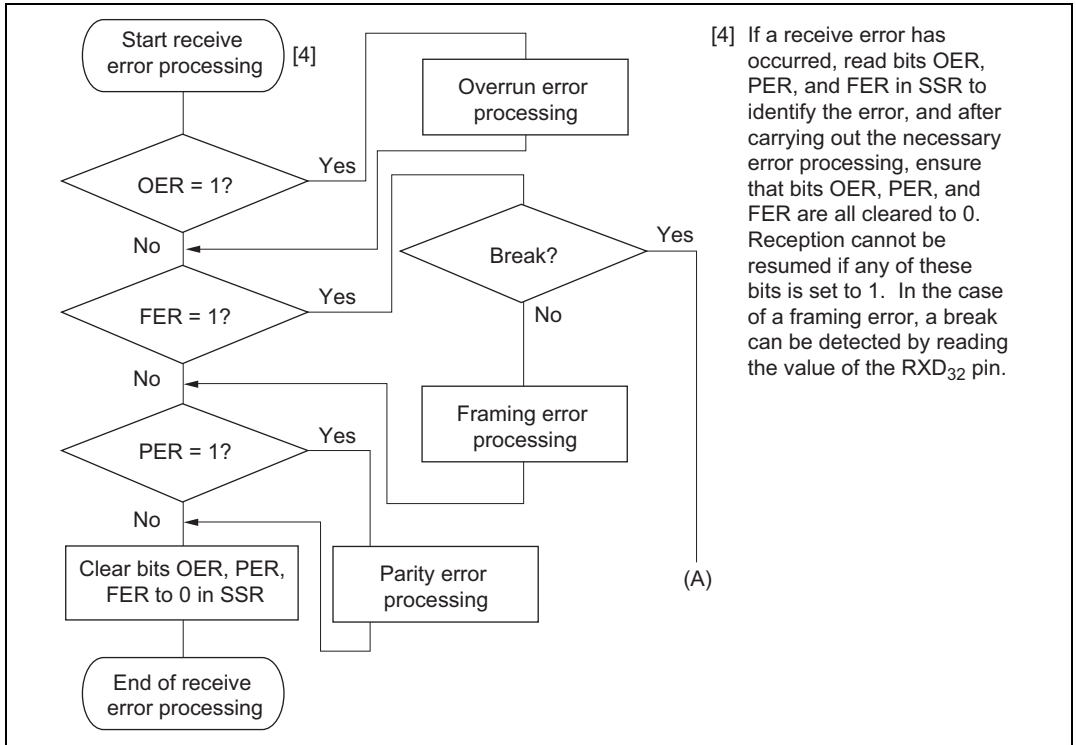 Start receive
error processing
[4]
Overrun error
processing
Yes
OER = 1?
No
Break?
Yes
Yes
FER = 1?
No
No
Framing error
processing
Yes
PER = 1?
No
Clear bits OER, PER,
FER to 0 in SSR
Parity error
processing
(A)
End of receive
error processing
[4] If a receive error has
occurred, read bits OER,
PER, and FER in SSR to
identify the error, and after
carrying out the necessary
error processing, ensure
that bits OER, PER, and
FER are all cleared to 0.
Reception cannot be
resumed if any of these
bits is set to 1. In the case
of a framing error, a break
can be detected by reading
the value of the RXD32 pin.